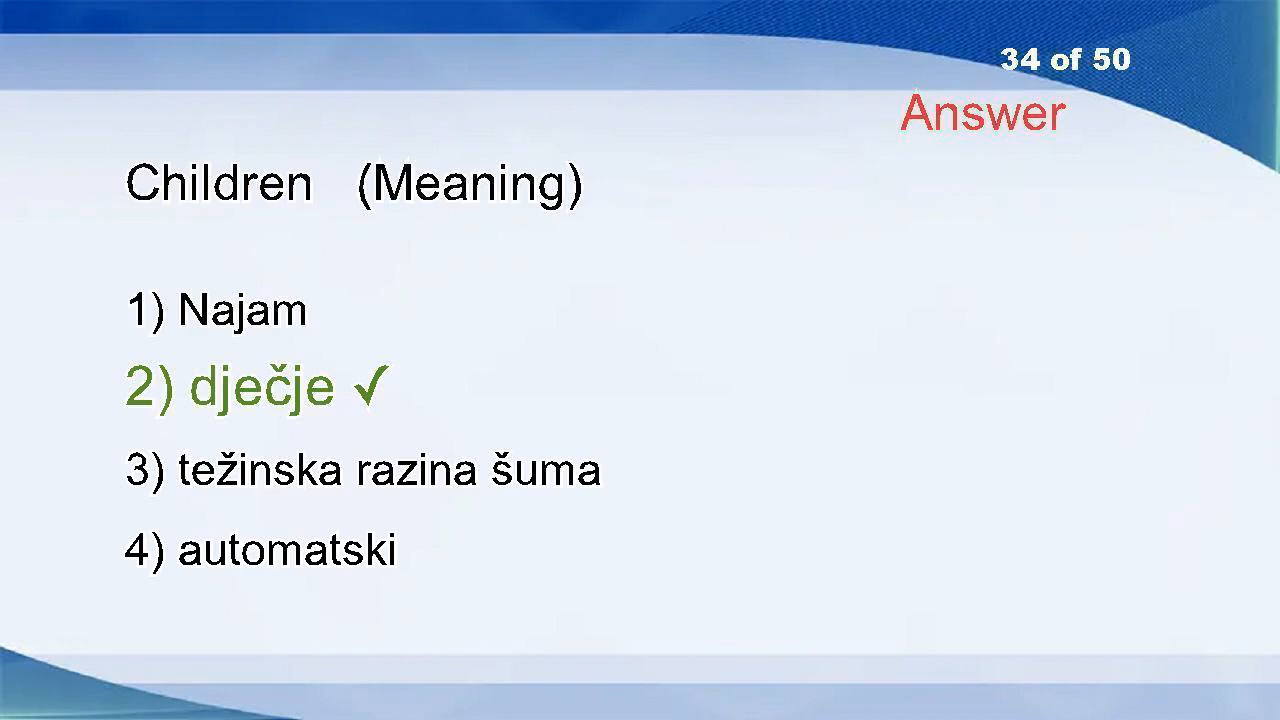 34 of 50
Answer
Children (Meaning)
1) Najam
2) dječje ✓
3) težinska razina šuma
4) automatski